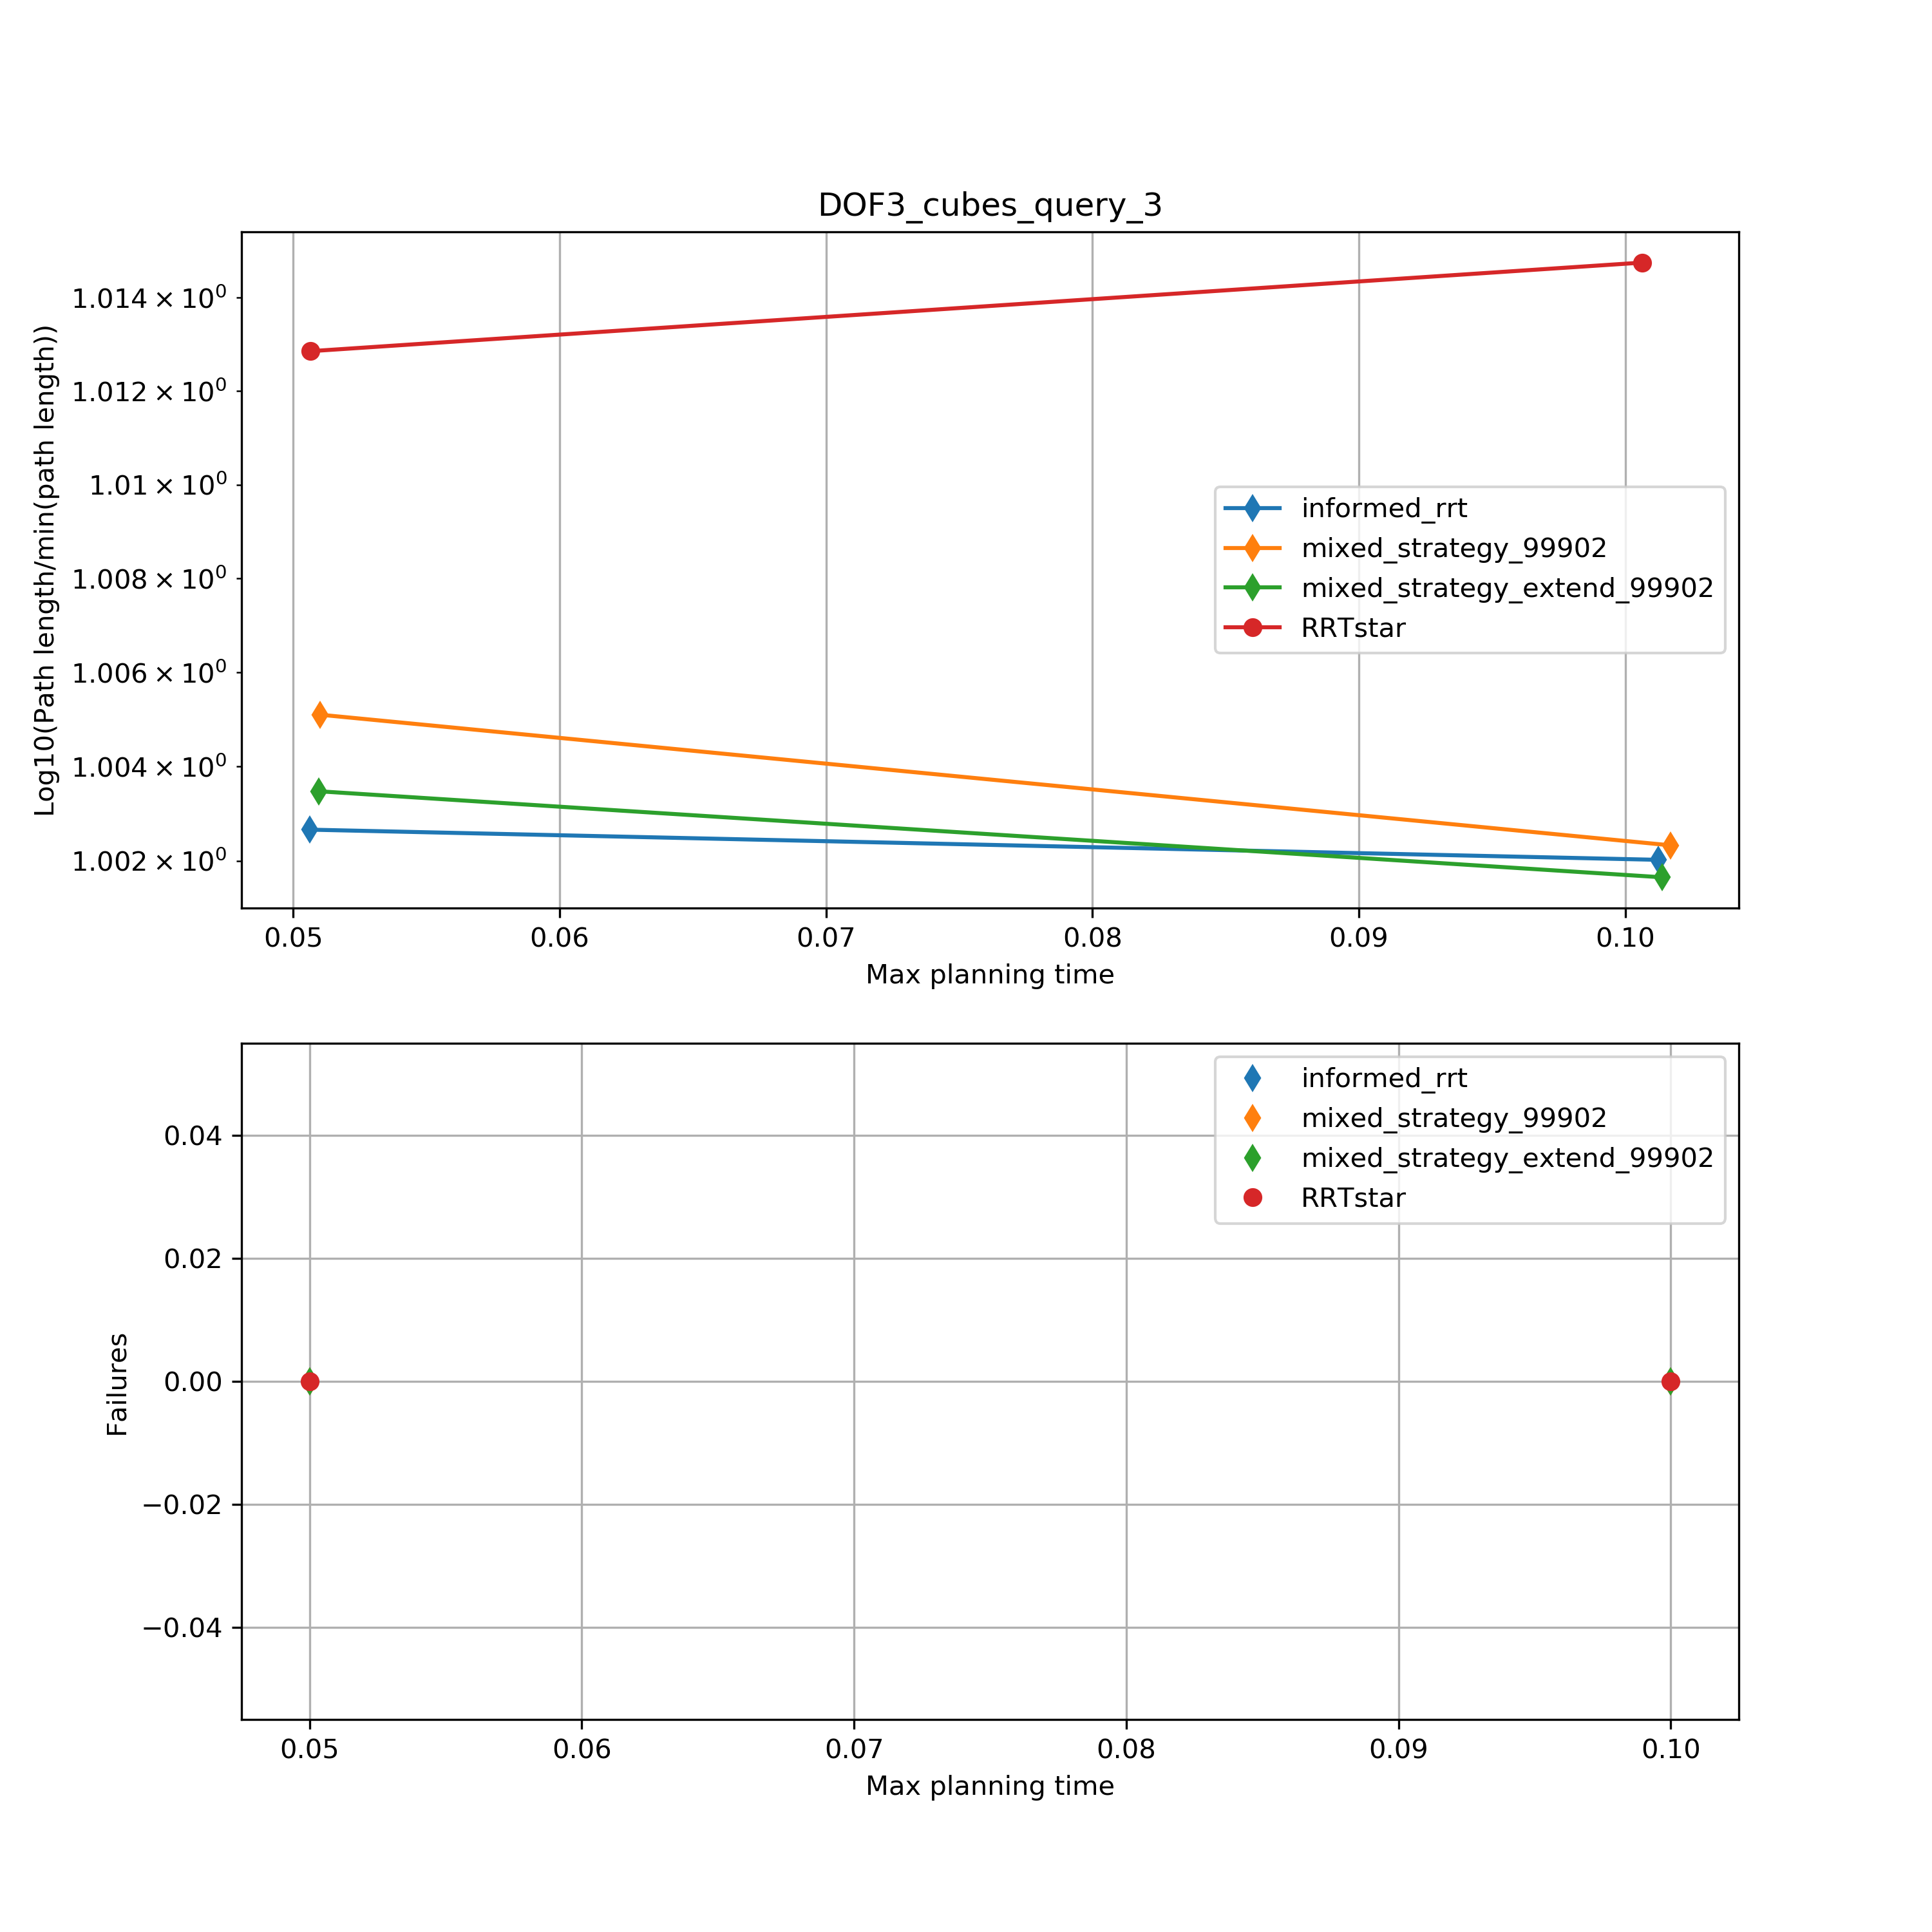 DOF3_cubes_query_3
Log10(Path length/min(path length))
1.014 × 10⁰
1.012 × 10⁰
1.01 × 10⁰
1.008 × 10⁰
1.006 × 10⁰
1.004 × 10⁰
1.002 × 10⁰
informed_rrt
mixed_strategy_99902
mixed_strategy_extend_99902
RRTstar
0.05 0.06 0.07 0.08 0.09 0.10
Max planning time
Failures
0.04
0.02
0.00
−0.02
−0.04
informed_rrt
mixed_strategy_99902
mixed_strategy_extend_99902
RRTstar
0.05 0.06 0.07 0.08 0.09 0.10
Max planning time